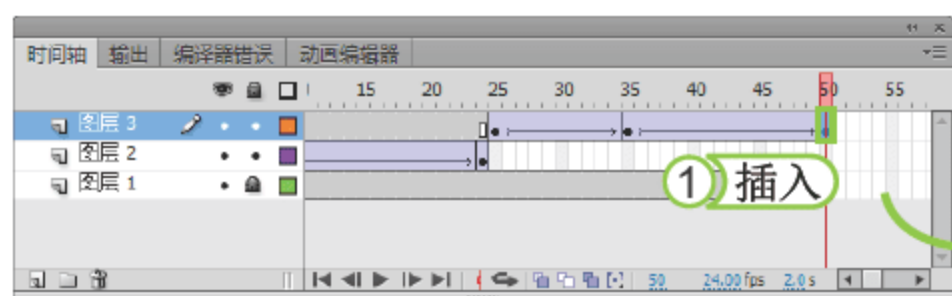 时间轴 输出 编译器错误 动画编辑器
15 20 25 30 35 40 45 50 55
图层 3
图层 2
图层 1
① 插入
50 24.00 fps 2.0 s